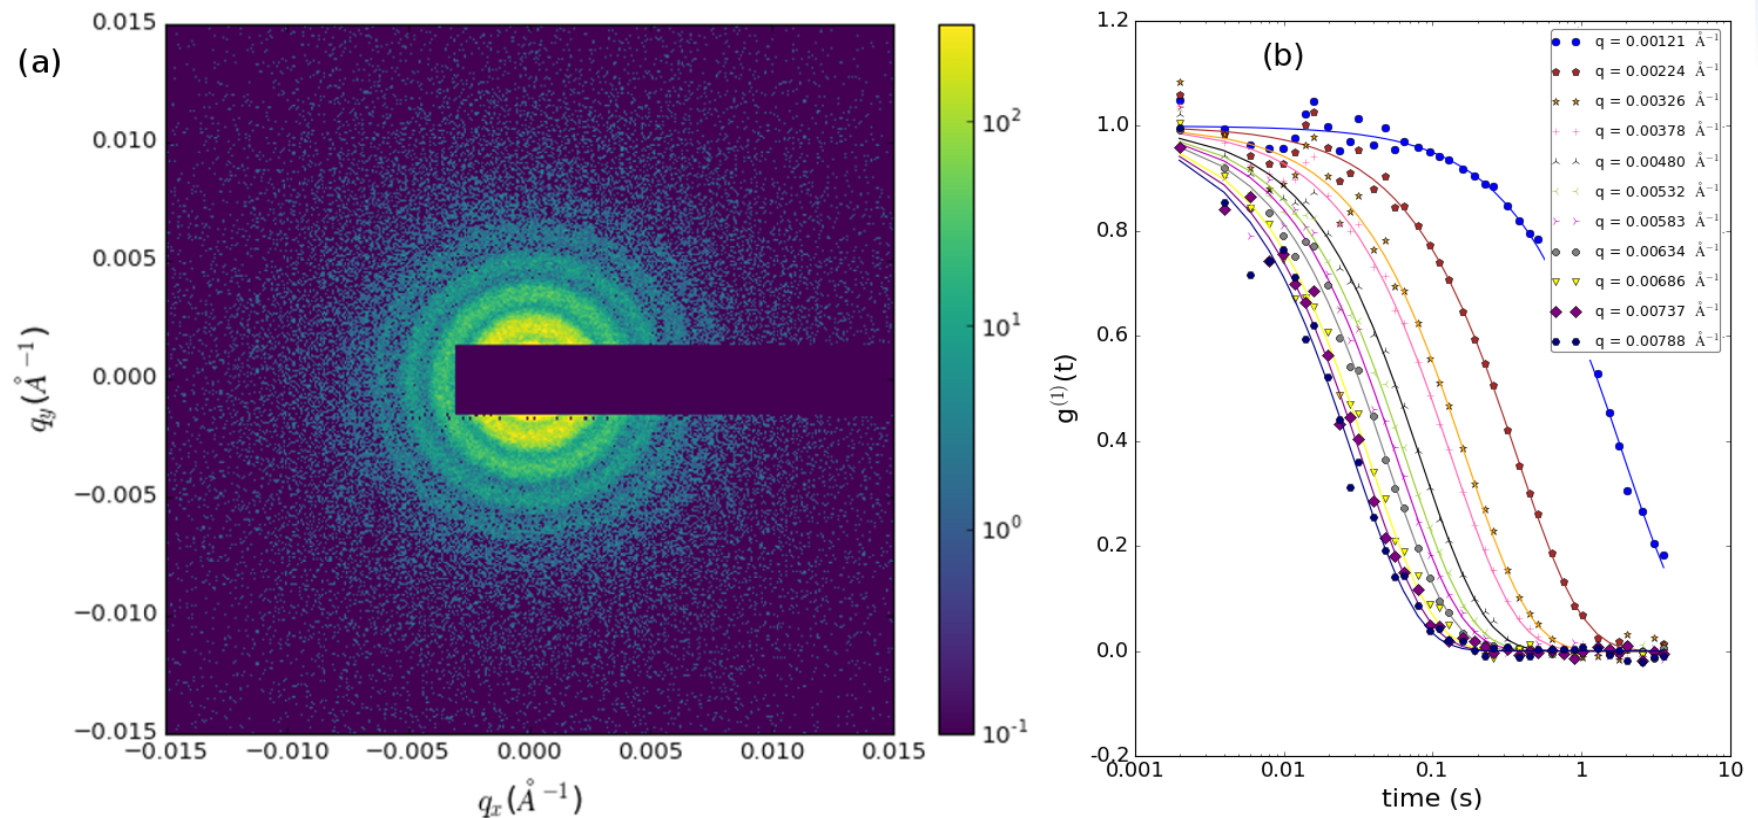 (a)
0.015
0.010
0.005
0.000
−0.005
−0.010
−0.015
−0.015
−0.010
−0.005
0.000
0.005
0.010
0.015
q_y(Å⁻¹)
q_x(Å⁻¹)
10²
10¹
10⁰
10⁻¹
(b)
1.2
1.0
0.8
0.6
0.4
0.2
0.0
-0.2
0.001
0.01
0.1
1
10
g⁽¹⁾(t)
time (s)
q = 0.00121 Å⁻¹
q = 0.00224 Å⁻¹
q = 0.00326 Å⁻¹
q = 0.00378 Å⁻¹
q = 0.00480 Å⁻¹
q = 0.00532 Å⁻¹
q = 0.00583 Å⁻¹
q = 0.00634 Å⁻¹
q = 0.00686 Å⁻¹
q = 0.00737 Å⁻¹
q = 0.00788 Å⁻¹